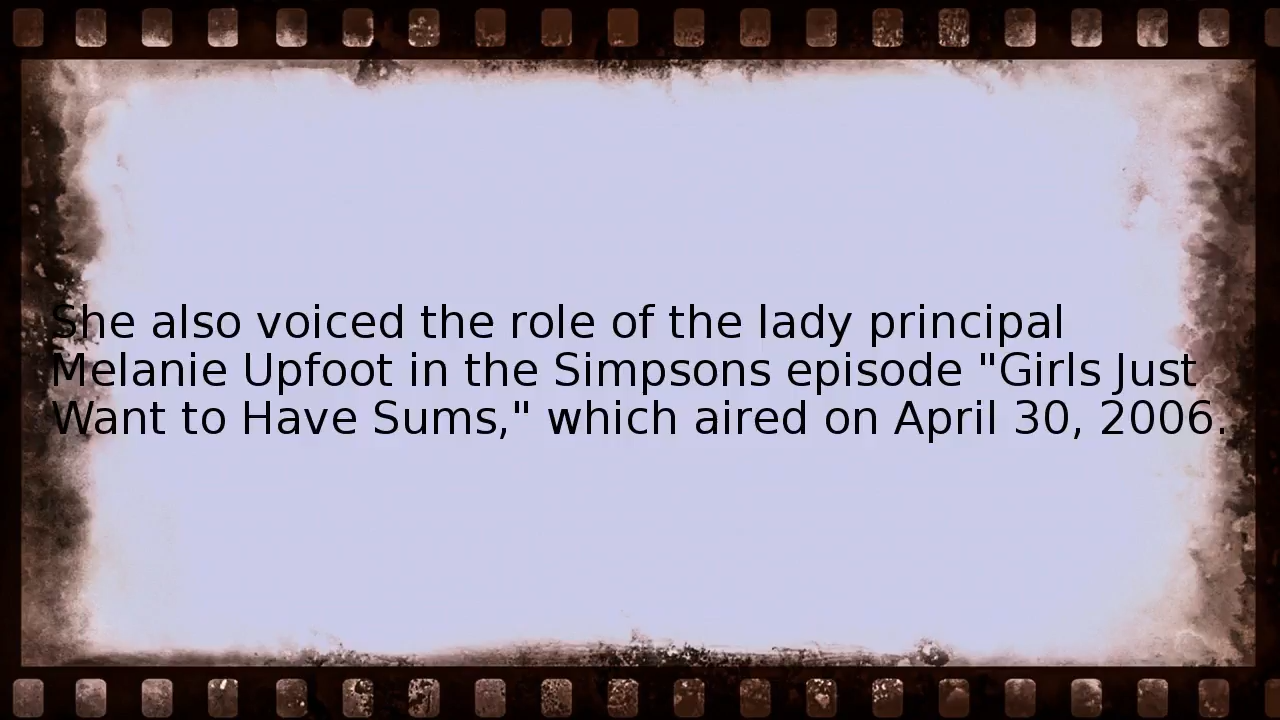 She also voiced the role of the lady principal
Melanie Upfoot in the Simpsons episode "Girls Just
Want to Have Sums," which aired on April 30, 2006.